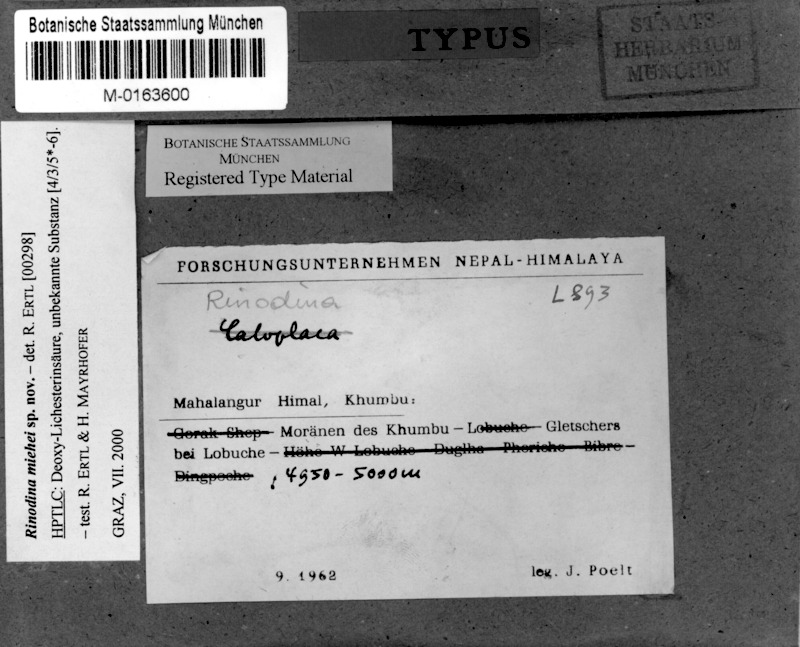 Botanische Staatssammlung München
M-0163600
TYPUS
STAATS-
HERBARIUM
MÜNCHEN
BOTANISCHE STAATSSAMMLUNG
MÜNCHEN
Registered Type Material
Rinodina miehei sp. nov. – det. R. ERTL [00298]
HPTLC: Deoxy-Lichesterinsäure, unbekannte Substanz [4/3/5*-6].
– test. R. ERTL & H. MAYRHOFER
GRAZ, VII. 2000
FORSCHUNGSUNTERNEHMEN NEPAL-HIMALAYA
Rinodina L893
Caloplaca
Mahalangur Himal, Khumbu:
Gorak Shep Moränen des Khumbu – Lobuche Gletschers
bei Lobuche – Höhe W Lobuche Duglha Pheriche Bibre –
Dingpoche , 4950 – 5000m
9. 1962 leg. J. Poelt